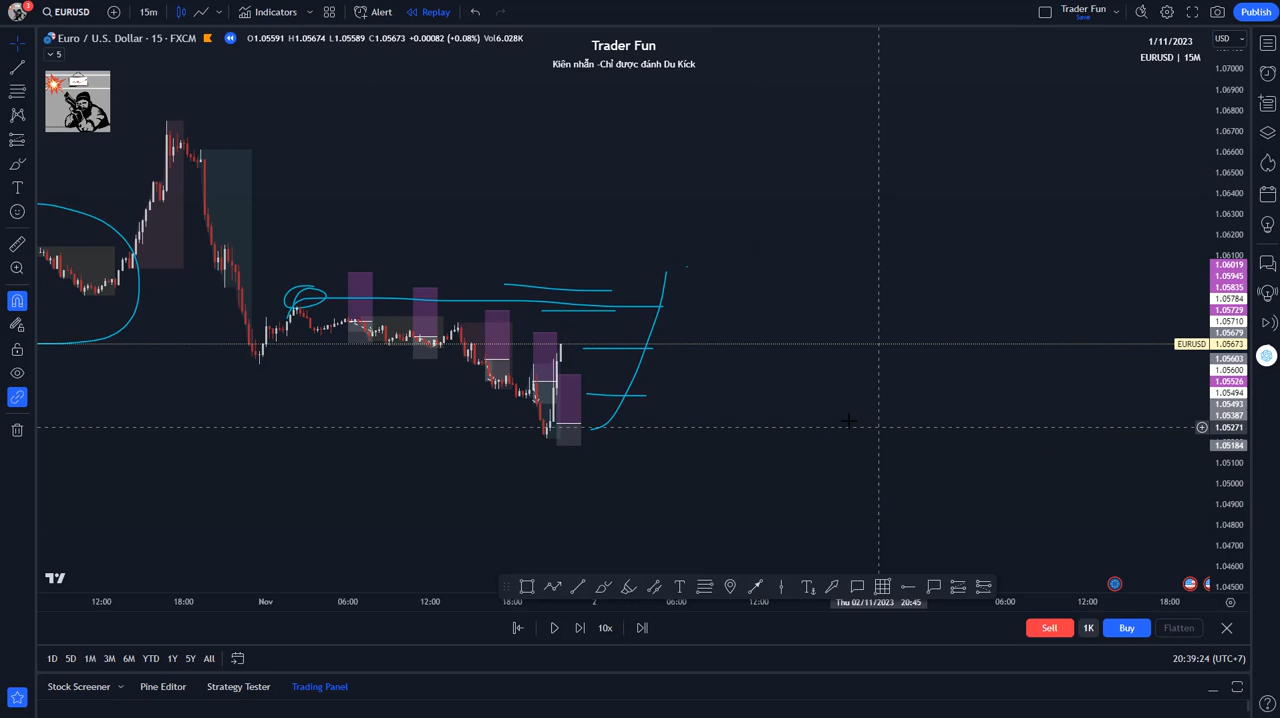 3
EURUSD
15m
Indicators
Alert
Replay
Trader Fun
Save
Publish
Euro / U.S. Dollar · 15 · FXCM
O1.05591 H1.05674 L1.05589 C1.05673 +0.00082 (+0.08%) Vol6.028K
5
Trader Fun
Kiên nhẫn -Chỉ được đánh Du Kích
1/11/2023
EURUSD | 15M
USD
1.07000
1.06900
1.06800
1.06700
1.06600
1.06500
1.06400
1.06300
1.06200
1.06100
1.06019
1.05945
1.05835
1.05784
1.05729
1.05710
1.05679
EURUSD 1.05673
1.05603
1.05600
1.05526
1.05494
1.05493
1.05387
1.05271
1.05184
1.05100
1.05000
1.04900
1.04800
1.04700
1.04600
1.04500
12:00
18:00
Nov
06:00
12:00
18:00
2
06:00
12:00
Thu 02/11/2023 20:45
06:00
12:00
18:00
10x
Sell
1K
Buy
Flatten
1D
5D
1M
3M
6M
YTD
1Y
5Y
All
20:39:24 (UTC+7)
Stock Screener
Pine Editor
Strategy Tester
Trading Panel